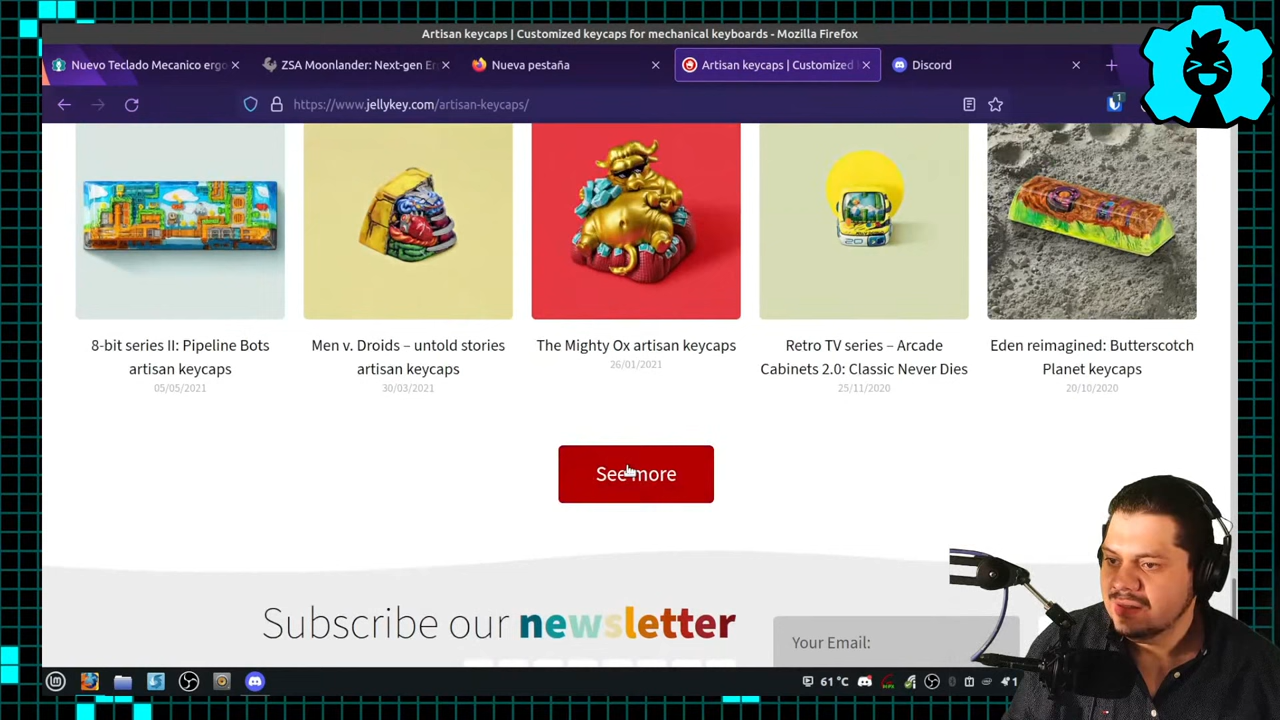 Artisan keycaps | Customized keycaps for mechanical keyboards - Mozilla Firefox
Nuevo Teclado Mecanico ergo
ZSA Moonlander: Next-gen E
Nueva pestaña
Artisan keycaps | Customized
Discord
https://www.jellykey.com/artisan-keycaps/
1
20
8-bit series II: Pipeline Bots
artisan keycaps
05/05/2021
Men v. Droids – untold stories
artisan keycaps
30/03/2021
The Mighty Ox artisan keycaps
26/01/2021
Retro TV series – Arcade
Cabinets 2.0: Classic Never Dies
25/11/2020
Eden reimagined: Butterscotch
Planet keycaps
20/10/2020
See more
Subscribe our newsletter
Your Email:
61 °C
1